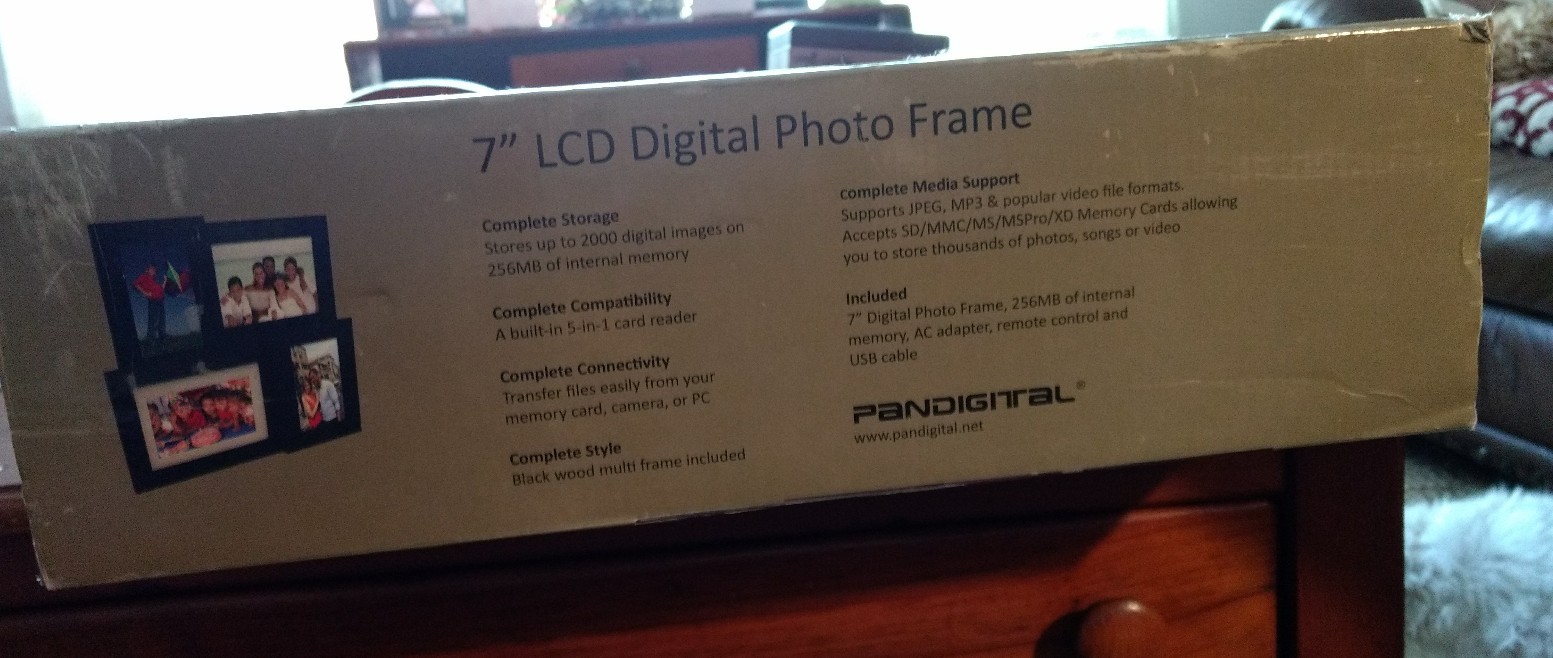 7” LCD Digital Photo Frame
Complete Storage
Stores up to 2000 digital images on
256MB of internal memory
Complete Compatibility
A built-in 5-in-1 card reader
Complete Connectivity
Transfer files easily from your
memory card, camera, or PC
Complete Style
Black wood multi frame included
complete Media Support
Supports JPEG, MP3 & popular video file formats.
Accepts SD/MMC/MS/MSPro/XD Memory Cards allowing
you to store thousands of photos, songs or video
Included
7” Digital Photo Frame, 256MB of internal
memory, AC adapter, remote control and
USB cable
PANDIGITAL®
www.pandigital.net